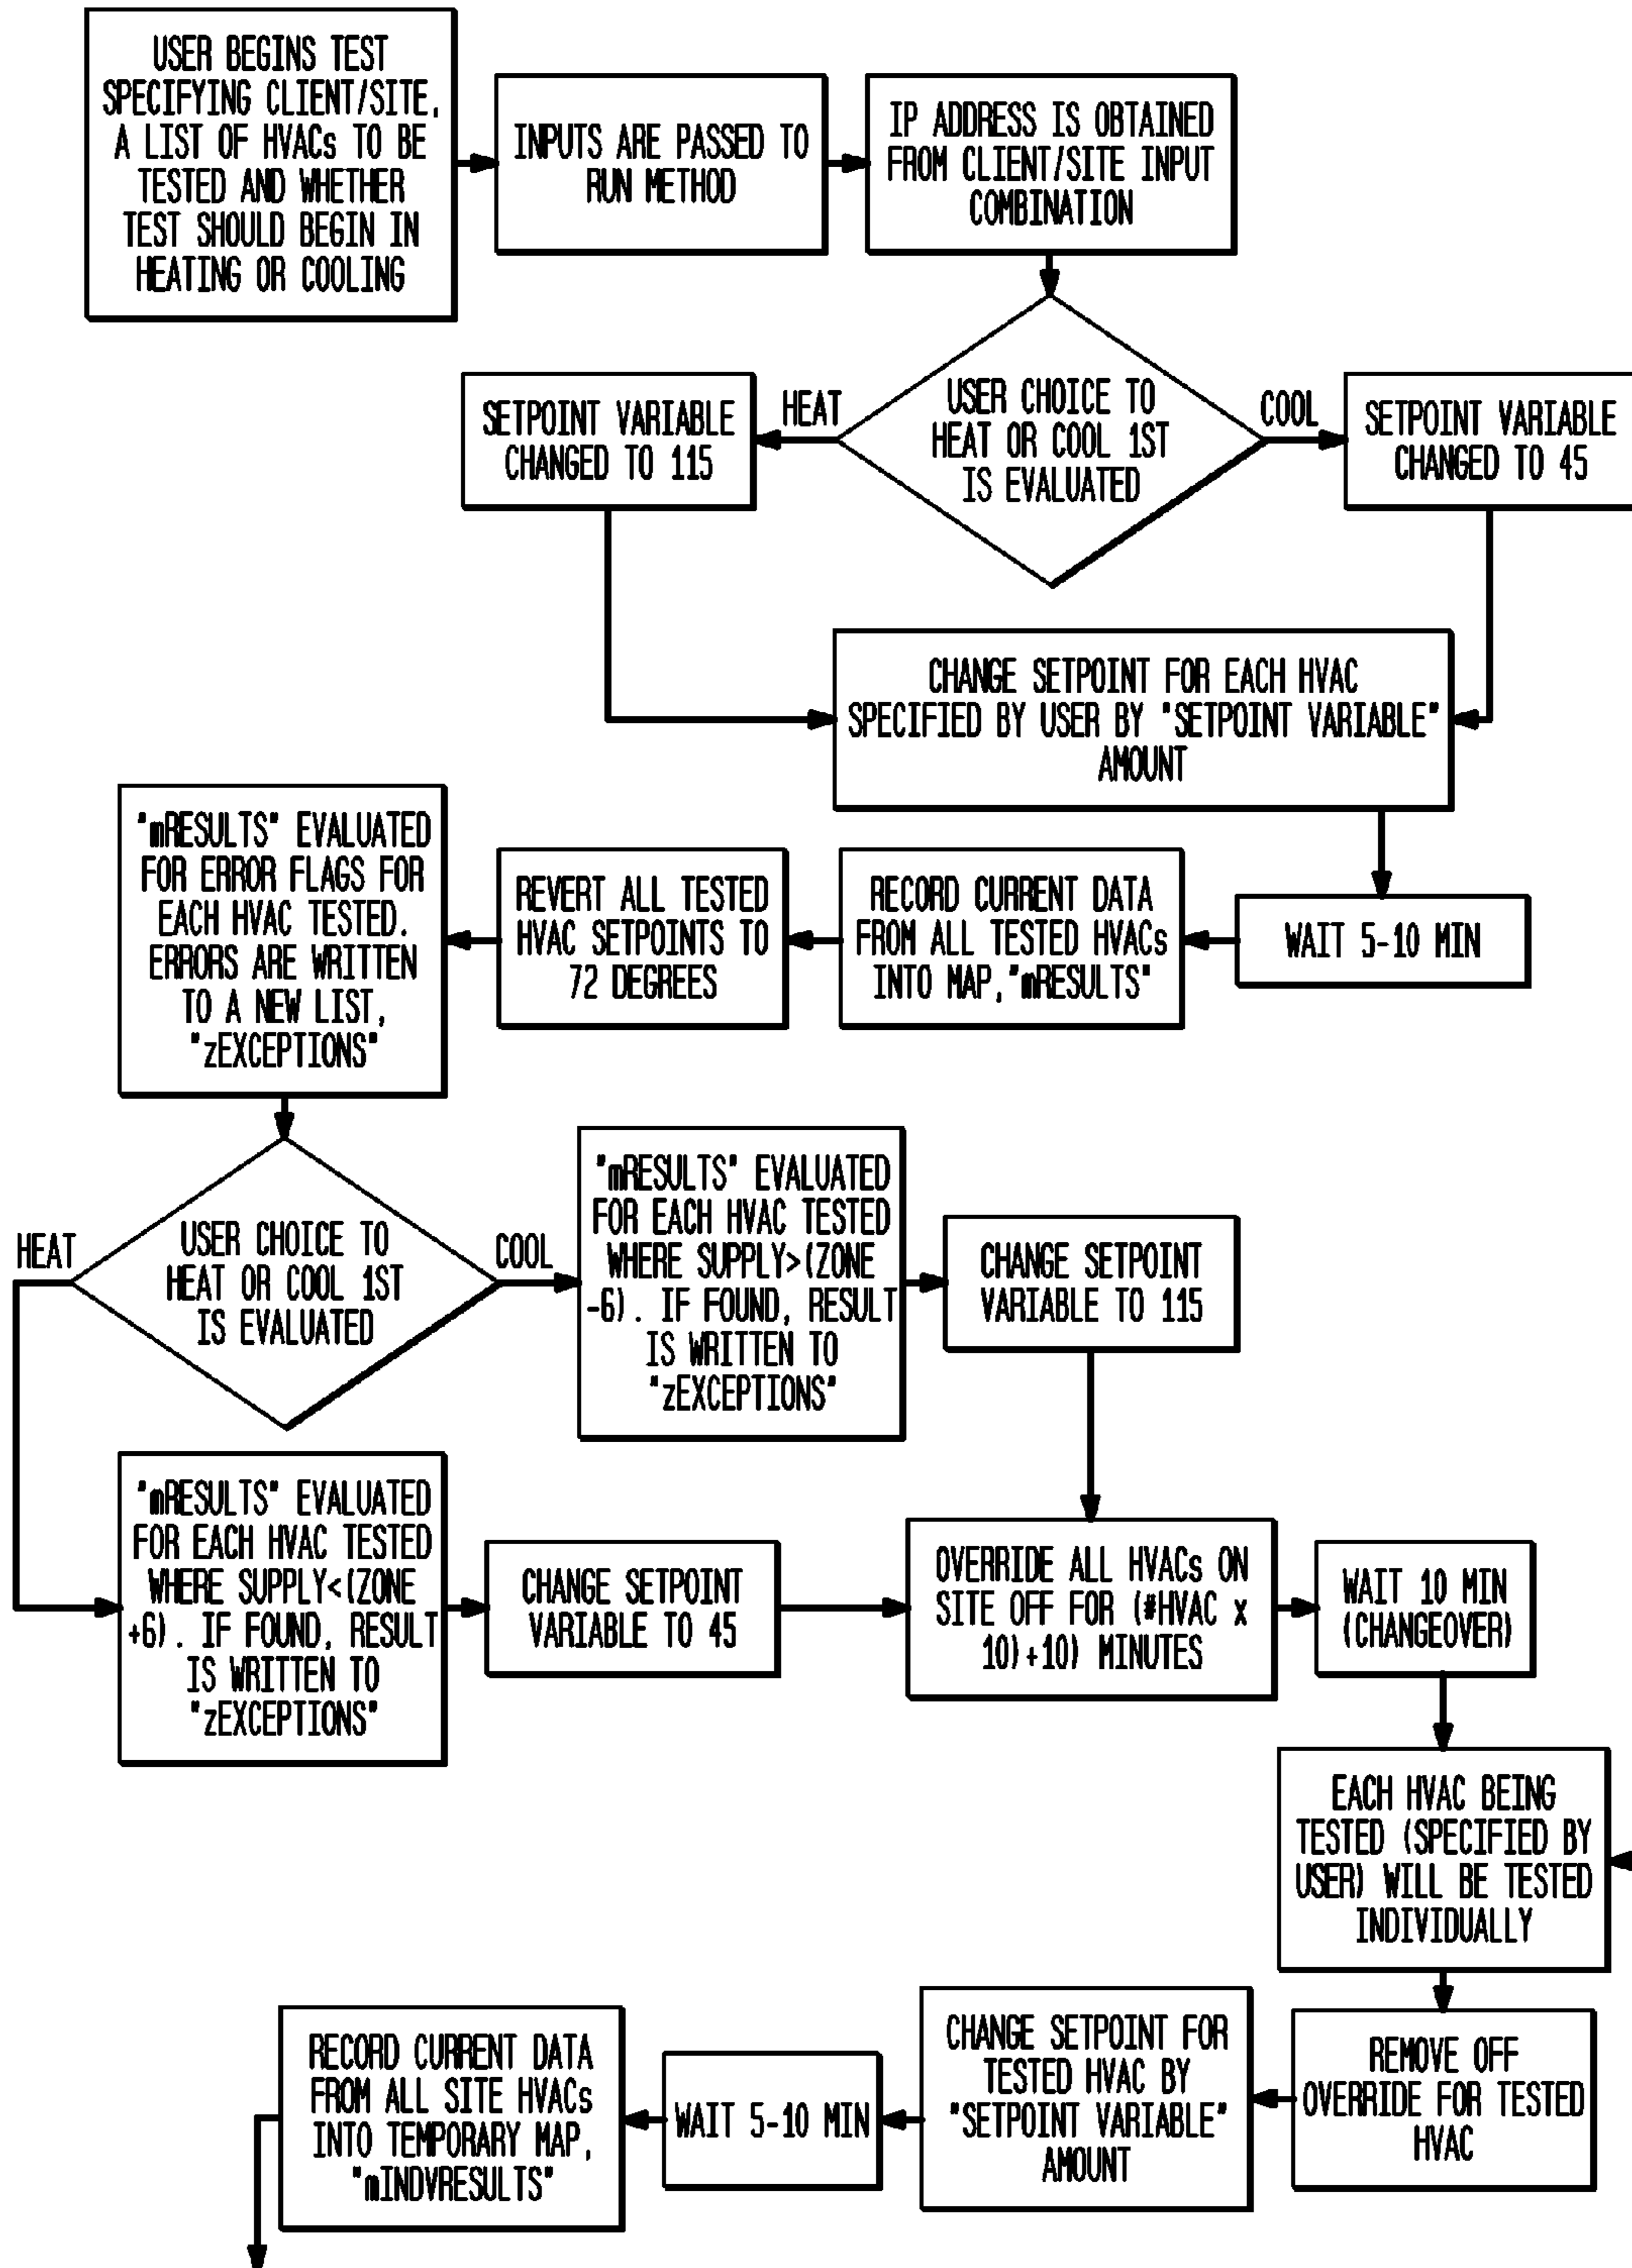 USER BEGINS TEST
SPECIFYING CLIENT/SITE,
A LIST OF HVACs TO BE
TESTED AND WHETHER
TEST SHOULD BEGIN IN
HEATING OR COOLING
INPUTS ARE PASSED TO
RUN METHOD
IP ADDRESS IS OBTAINED
FROM CLIENT/SITE INPUT
COMBINATION
USER CHOICE TO
HEAT OR COOL 1ST
IS EVALUATED
HEAT
COOL
SETPOINT VARIABLE
CHANGED TO 115
SETPOINT VARIABLE
CHANGED TO 45
CHANGE SETPOINT FOR EACH HVAC
SPECIFIED BY USER BY "SETPOINT VARIABLE"
AMOUNT
WAIT 5-10 MIN
RECORD CURRENT DATA
FROM ALL TESTED HVACs
INTO MAP,"mRESULTS"
REVERT ALL TESTED
HVAC SETPOINTS TO
72 DEGREES
"mRESULTS" EVALUATED
FOR ERROR FLAGS FOR
EACH HVAC TESTED.
ERRORS ARE WRITTEN
TO A NEW LIST,
"zEXCEPTIONS"
USER CHOICE TO
HEAT OR COOL 1ST
IS EVALUATED
HEAT
COOL
"mRESULTS" EVALUATED
FOR EACH HVAC TESTED
WHERE SUPPLY>(ZONE
-6). IF FOUND, RESULT
IS WRITTEN TO
"zEXCEPTIONS"
CHANGE SETPOINT
VARIABLE TO 115
"mRESULTS" EVALUATED
FOR EACH HVAC TESTED
WHERE SUPPLY<(ZONE
+6). IF FOUND, RESULT
IS WRITTEN TO
"zEXCEPTIONS"
CHANGE SETPOINT
VARIABLE TO 45
OVERRIDE ALL HVACs ON
SITE OFF FOR (#HVAC x
10)+10) MINUTES
WAIT 10 MIN
(CHANGEOVER)
EACH HVAC BEING
TESTED (SPECIFIED BY
USER) WILL BE TESTED
INDIVIDUALLY
REMOVE OFF
OVERRIDE FOR TESTED
HVAC
CHANGE SETPOINT FOR
TESTED HVAC BY
"SETPOINT VARIABLE"
AMOUNT
WAIT 5-10 MIN
RECORD CURRENT DATA
FROM ALL SITE HVACs
INTO TEMPORARY MAP,
"mINDVRESULTS"